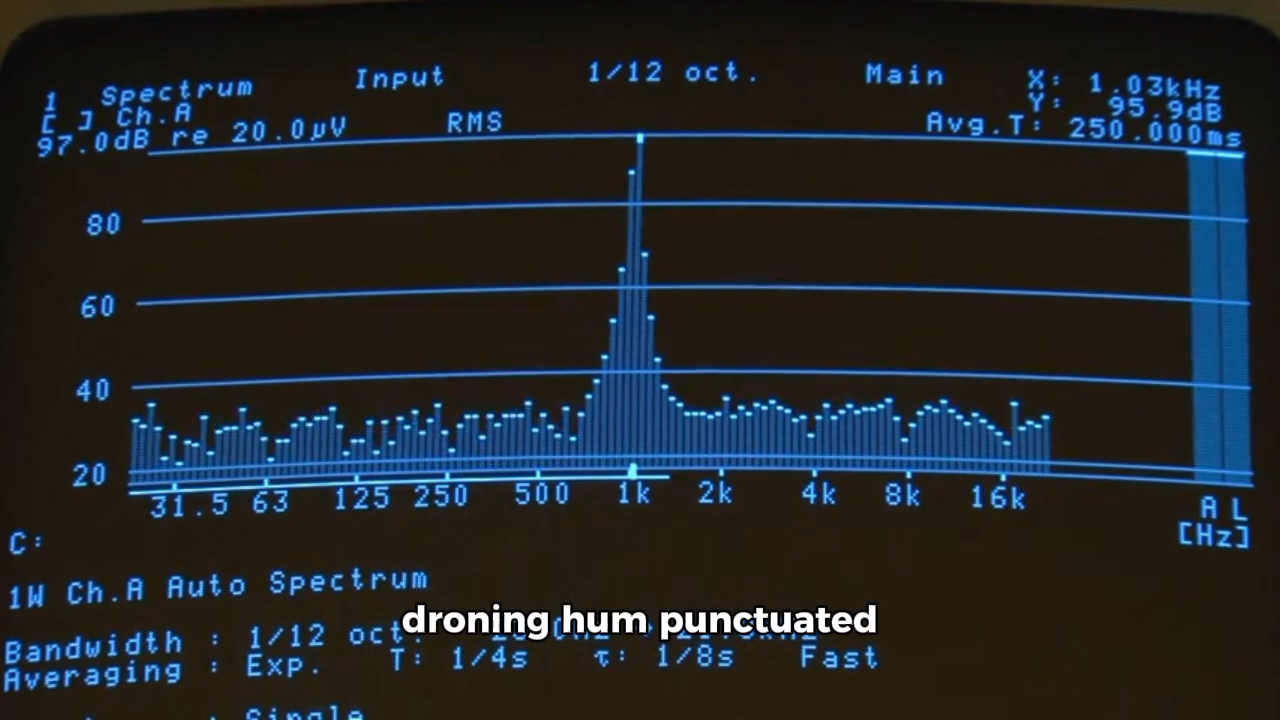 1 Spectrum Input 1/12 oct. Main X: 1.03kHz
[ ] Ch.A Y: 95.9dB
97.0dB re 20.0µV RMS Avg.T: 250.000ms
80
60
40
20
31.5 63 125 250 500 1k 2k 4k 8k 16k A L
[Hz]
C:
1W Ch.A Auto Spectrum
droning hum punctuated
Bandwidth : 1/12 oct.
Averaging : Exp. T: 1/4s τ: 1/8s Fast
: Single